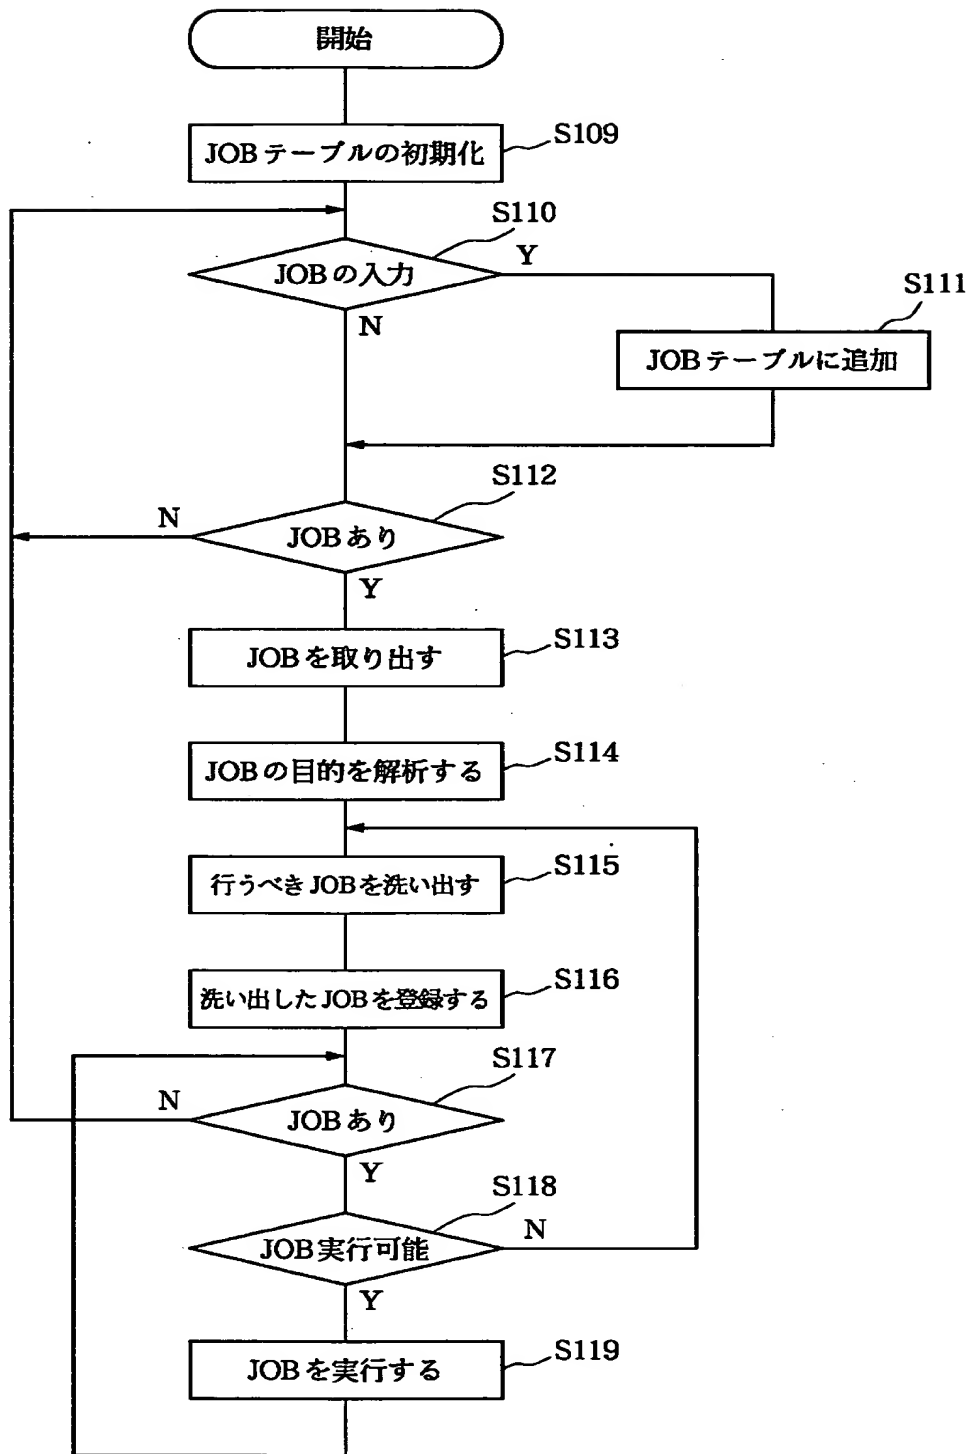 開始
S109
JOBテーブルの初期化
S110
JOBの入力
Y
N
S111
JOBテーブルに追加
S112
N
JOBあり
Y
S113
JOBを取り出す
S114
JOBの目的を解析する
S115
行うべきJOBを洗い出す
S116
洗い出したJOBを登録する
S117
N
JOBあり
Y
S118
JOB実行可能
N
Y
S119
JOBを実行する